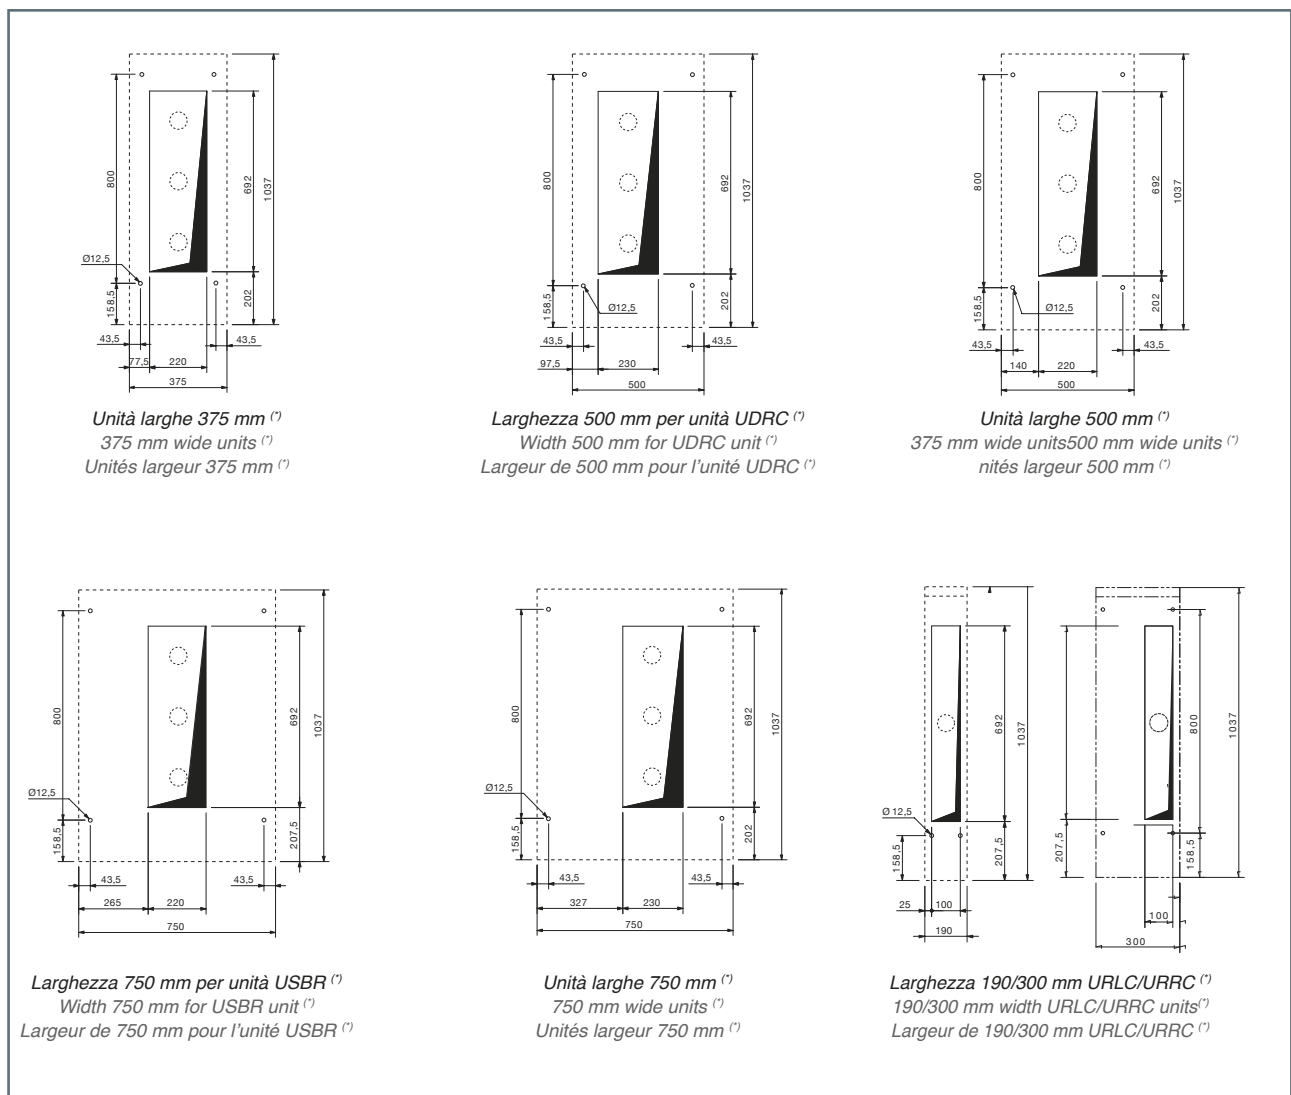 800
692
1037
Ø12,5
158,5
202
43,5
43,5
77,5
220
375
Unità larghe 375 mm (*)
375 mm wide units (*)
Unités largeur 375 mm (*)
800
692
1037
Ø12,5
158,5
202
43,5
43,5
97,5
230
500
Larghezza 500 mm per unità UDRC (*)
Width 500 mm for UDRC unit (*)
Largeur de 500 mm pour l'unité UDRC (*)
800
692
1037
Ø12,5
158,5
202
43,5
43,5
140
220
500
Unità larghe 500 mm (*)
375 mm wide units500 mm wide units (*)
nités largeur 500 mm (*)
800
692
1037
Ø12,5
158,5
207,5
43,5
43,5
265
220
750
Larghezza 750 mm per unità USBR (*)
Width 750 mm for USBR unit (*)
Largeur de 750 mm pour l'unité USBR (*)
800
692
1037
Ø12,5
158,5
202
43,5
43,5
327
230
750
Unità larghe 750 mm (*)
750 mm wide units (*)
Unités largeur 750 mm (*)
692
1037
Ø 12,5
158,5
207,5
25
100
190
800
1037
207,5
158,5
100
300
Larghezza 190/300 mm URLC/URRC (*)
190/300 mm width URLC/URRC units(*)
Largeur de 190/300 mm URLC/URRC (*)